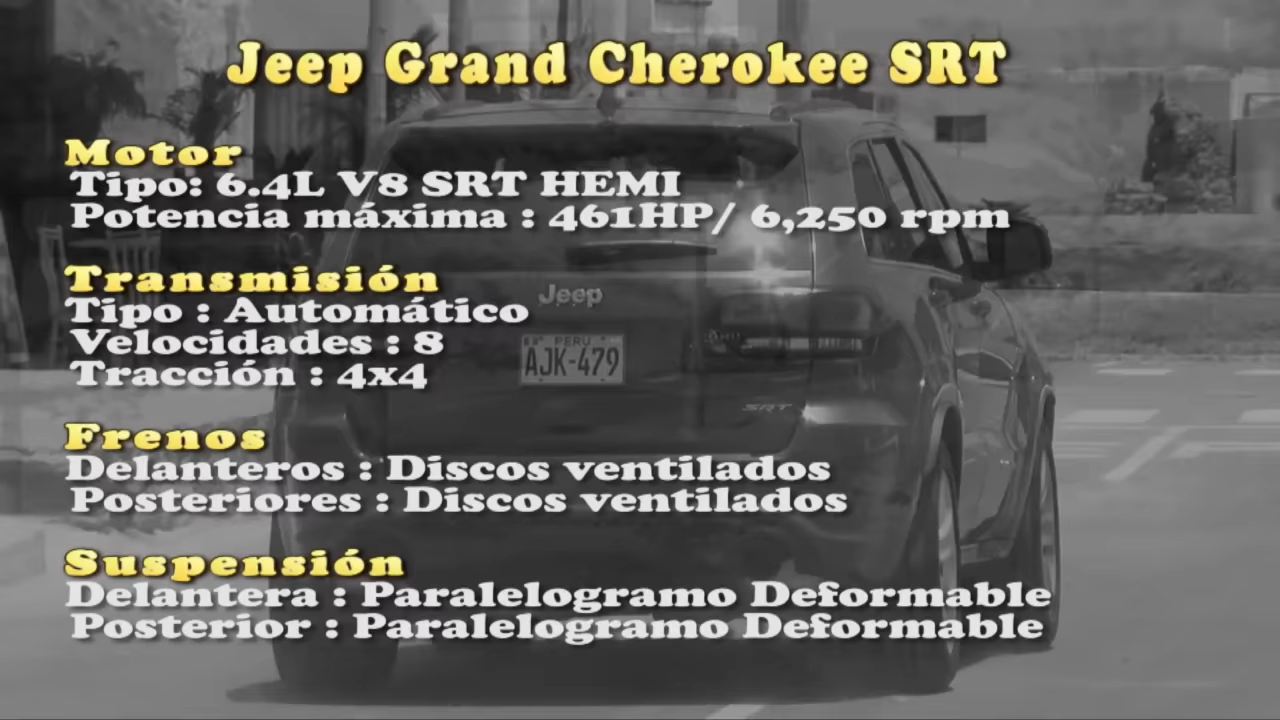 Jeep Grand Cherokee SRT
Motor
Tipo: 6.4L V8 SRT HEMI
Potencia máxima : 461HP/ 6,250 rpm
Transmisión
Tipo : Automático
Jeep
Velocidades : 8
PERU
AJK-479
Tracción : 4x4
SRT
Frenos
Delanteros : Discos ventilados
Posteriores : Discos ventilados
Suspensión
Delantera : Paralelogramo Deformable
Posterior : Paralelogramo Deformable